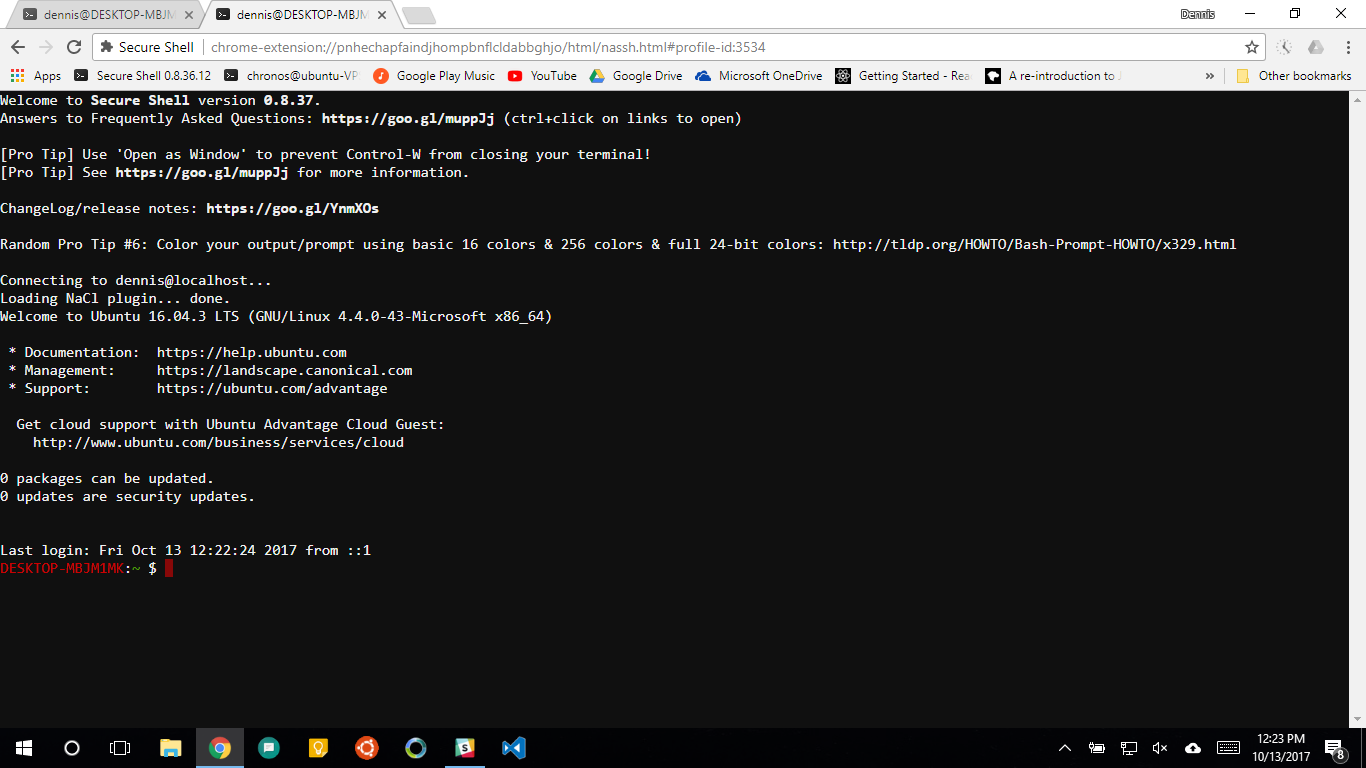 dennis@DESKTOP-MBJM
dennis@DESKTOP-MBJM
Dennis
Secure Shell
chrome-extension://pnhechapfaindjhompbnflcldabbghjo/html/nassh.html#profile-id:3534
Apps
Secure Shell 0.8.36.12
chronos@ubuntu-VP
Google Play Music
YouTube
Google Drive
Microsoft OneDrive
Getting Started - Rea
A re-introduction to J
»
Other bookmarks
Welcome to Secure Shell version 0.8.37.
Answers to Frequently Asked Questions: https://goo.gl/muppJj (ctrl+click on links to open)
[Pro Tip] Use 'Open as Window' to prevent Control-W from closing your terminal!
[Pro Tip] See https://goo.gl/muppJj for more information.
ChangeLog/release notes: https://goo.gl/YnmXOs
Random Pro Tip #6: Color your output/prompt using basic 16 colors & 256 colors & full 24-bit colors: http://tldp.org/HOWTO/Bash-Prompt-HOWTO/x329.html
Connecting to dennis@localhost...
Loading NaCl plugin... done.
Welcome to Ubuntu 16.04.3 LTS (GNU/Linux 4.4.0-43-Microsoft x86_64)
* Documentation: https://help.ubuntu.com
* Management: https://landscape.canonical.com
* Support: https://ubuntu.com/advantage
Get cloud support with Ubuntu Advantage Cloud Guest:
http://www.ubuntu.com/business/services/cloud
0 packages can be updated.
0 updates are security updates.
Last login: Fri Oct 13 12:22:24 2017 from ::1
DESKTOP-MBJM1MK:~ $
12:23 PM
10/13/2017
8